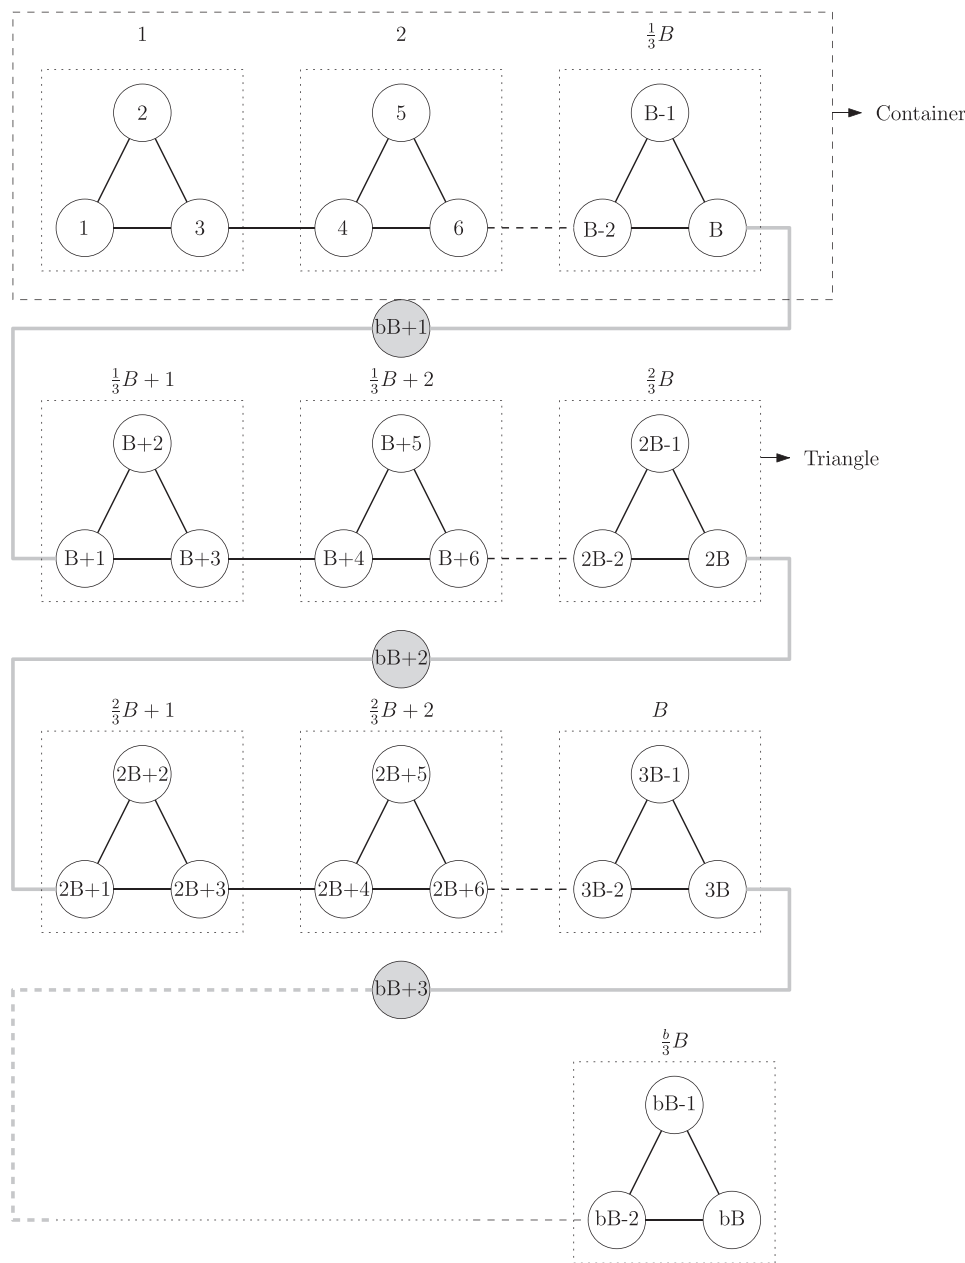 1 2 ⅓B
2 5 B-1
Container
1 3 4 6 B-2 B
bB+1
⅓B + 1 ⅓B + 2 ⅔B
B+2 B+5 2B-1
Triangle
B+1 B+3 B+4 B+6 2B-2 2B
bB+2
⅔B + 1 ⅔B + 2 B
2B+2 2B+5 3B-1
2B+1 2B+3 2B+4 2B+6 3B-2 3B
bB+3
b/3 B
bB-1
bB-2 bB